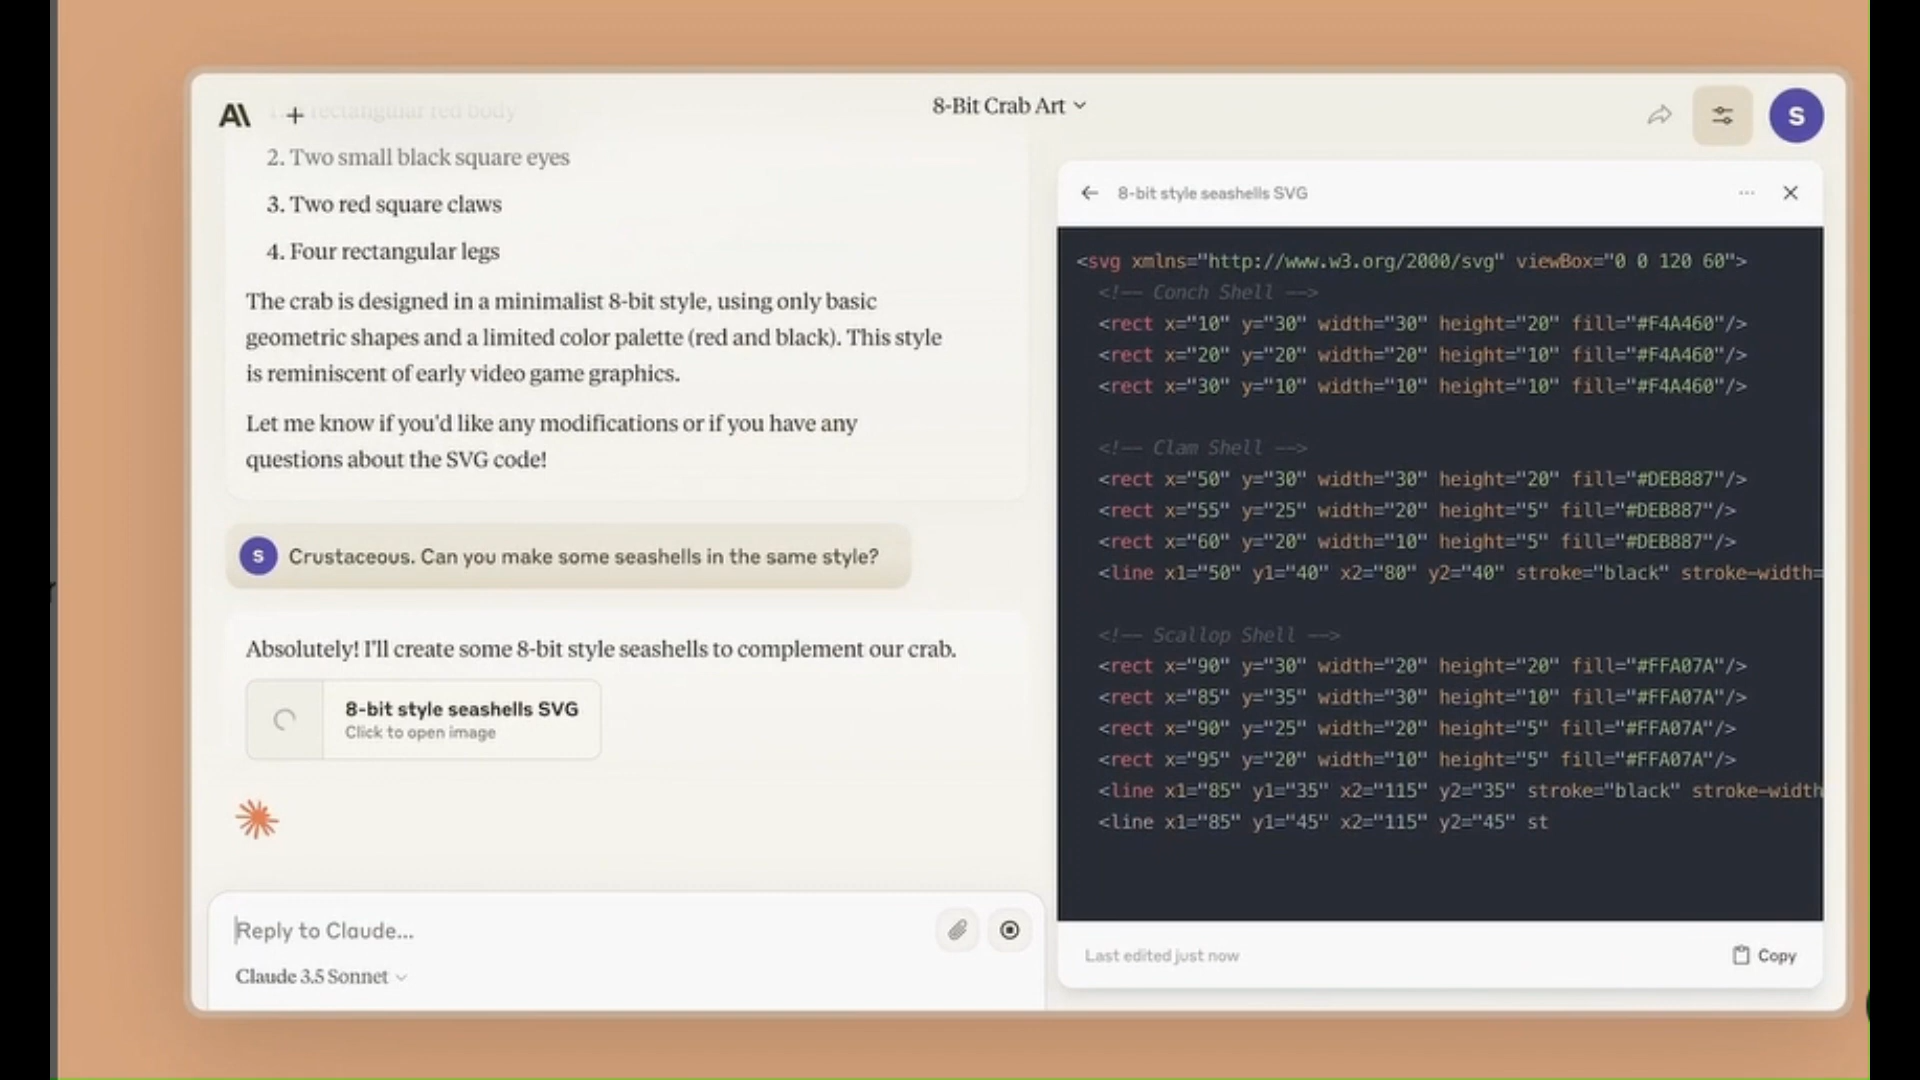 8-Bit Crab Art
S
1. A rectangular red body
2. Two small black square eyes
3. Two red square claws
4. Four rectangular legs
The crab is designed in a minimalist 8-bit style, using only basic
geometric shapes and a limited color palette (red and black). This style
is reminiscent of early video game graphics.
Let me know if you'd like any modifications or if you have any
questions about the SVG code!
S
Crustaceous. Can you make some seashells in the same style?
Absolutely! I'll create some 8-bit style seashells to complement our crab.
8-bit style seashells SVG
Click to open image
Reply to Claude...
Claude 3.5 Sonnet
8-bit style seashells SVG
<svg xmlns="http://www.w3.org/2000/svg" viewBox="0 0 120 60">
<!-- Conch Shell -->
<rect x="10" y="30" width="30" height="20" fill="#F4A460"/>
<rect x="20" y="20" width="20" height="10" fill="#F4A460"/>
<rect x="30" y="10" width="10" height="10" fill="#F4A460"/>
<!-- Clam Shell -->
<rect x="50" y="30" width="30" height="20" fill="#DEB887"/>
<rect x="55" y="25" width="20" height="5" fill="#DEB887"/>
<rect x="60" y="20" width="10" height="5" fill="#DEB887"/>
<line x1="50" y1="40" x2="80" y2="40" stroke="black" stroke-width=
<!-- Scallop Shell -->
<rect x="90" y="30" width="20" height="20" fill="#FFA07A"/>
<rect x="85" y="35" width="30" height="10" fill="#FFA07A"/>
<rect x="90" y="25" width="20" height="5" fill="#FFA07A"/>
<rect x="95" y="20" width="10" height="5" fill="#FFA07A"/>
<line x1="85" y1="35" x2="115" y2="35" stroke="black" stroke-width
<line x1="85" y1="45" x2="115" y2="45" st
Last edited just now
Copy